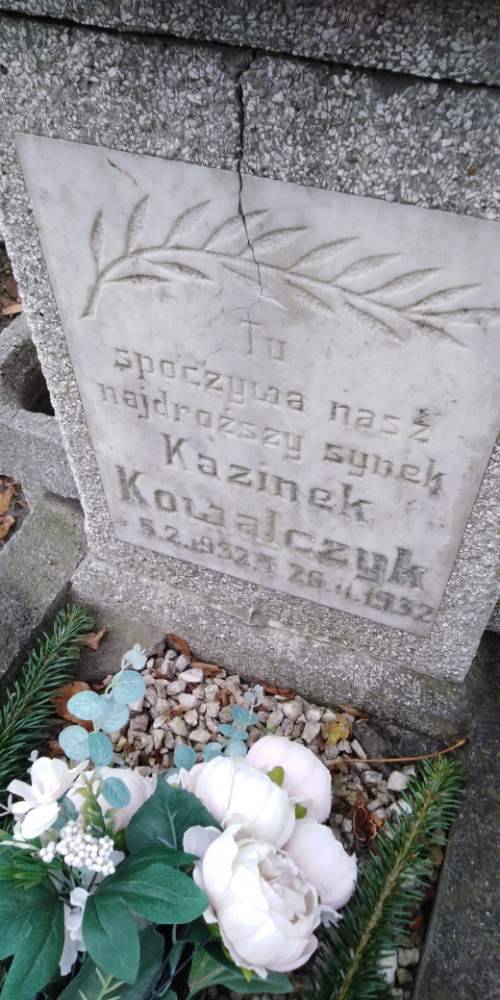 Tu
spoczywa nasz
najdroższy synek
Kazinek
Kowalczyk
* 5.2.1932. † 26.11.1932